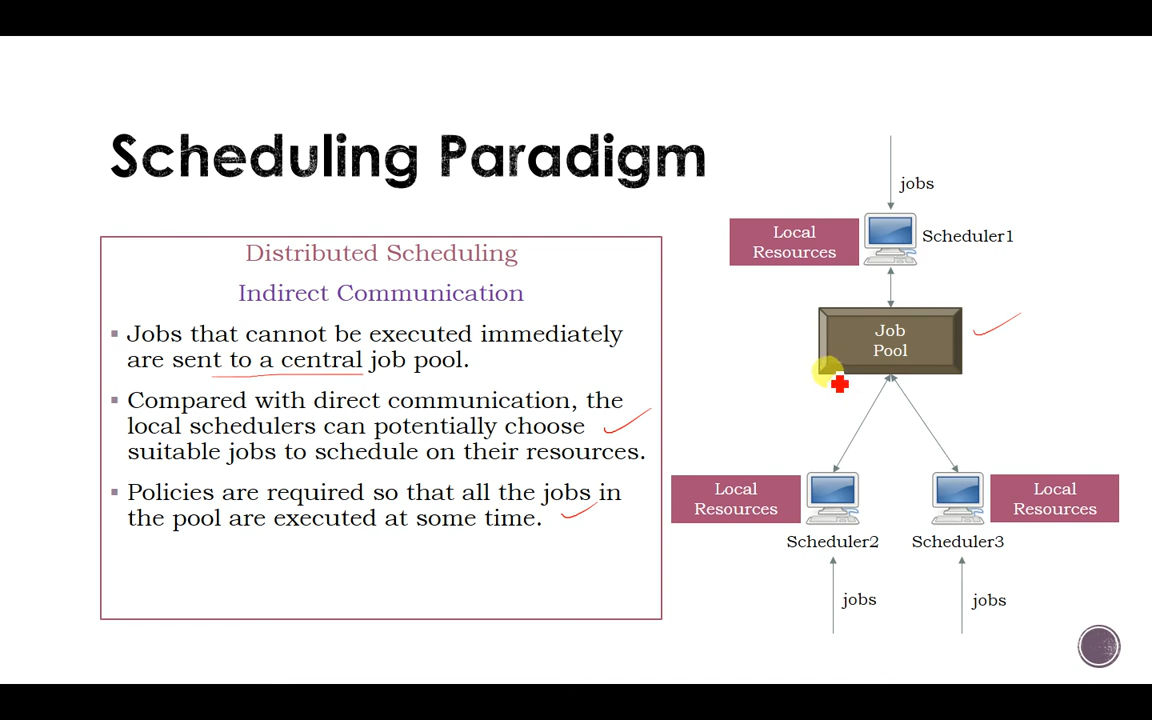 Scheduling Paradigm
Distributed Scheduling
Indirect Communication
Jobs that cannot be executed immediately
are sent to a central job pool.
Compared with direct communication, the
local schedulers can potentially choose
suitable jobs to schedule on their resources.
Policies are required so that all the jobs in
the pool are executed at some time.
jobs
Local
Resources
Scheduler1
Job
Pool
Local
Resources
Scheduler2
Local
Resources
Scheduler3
jobs
jobs